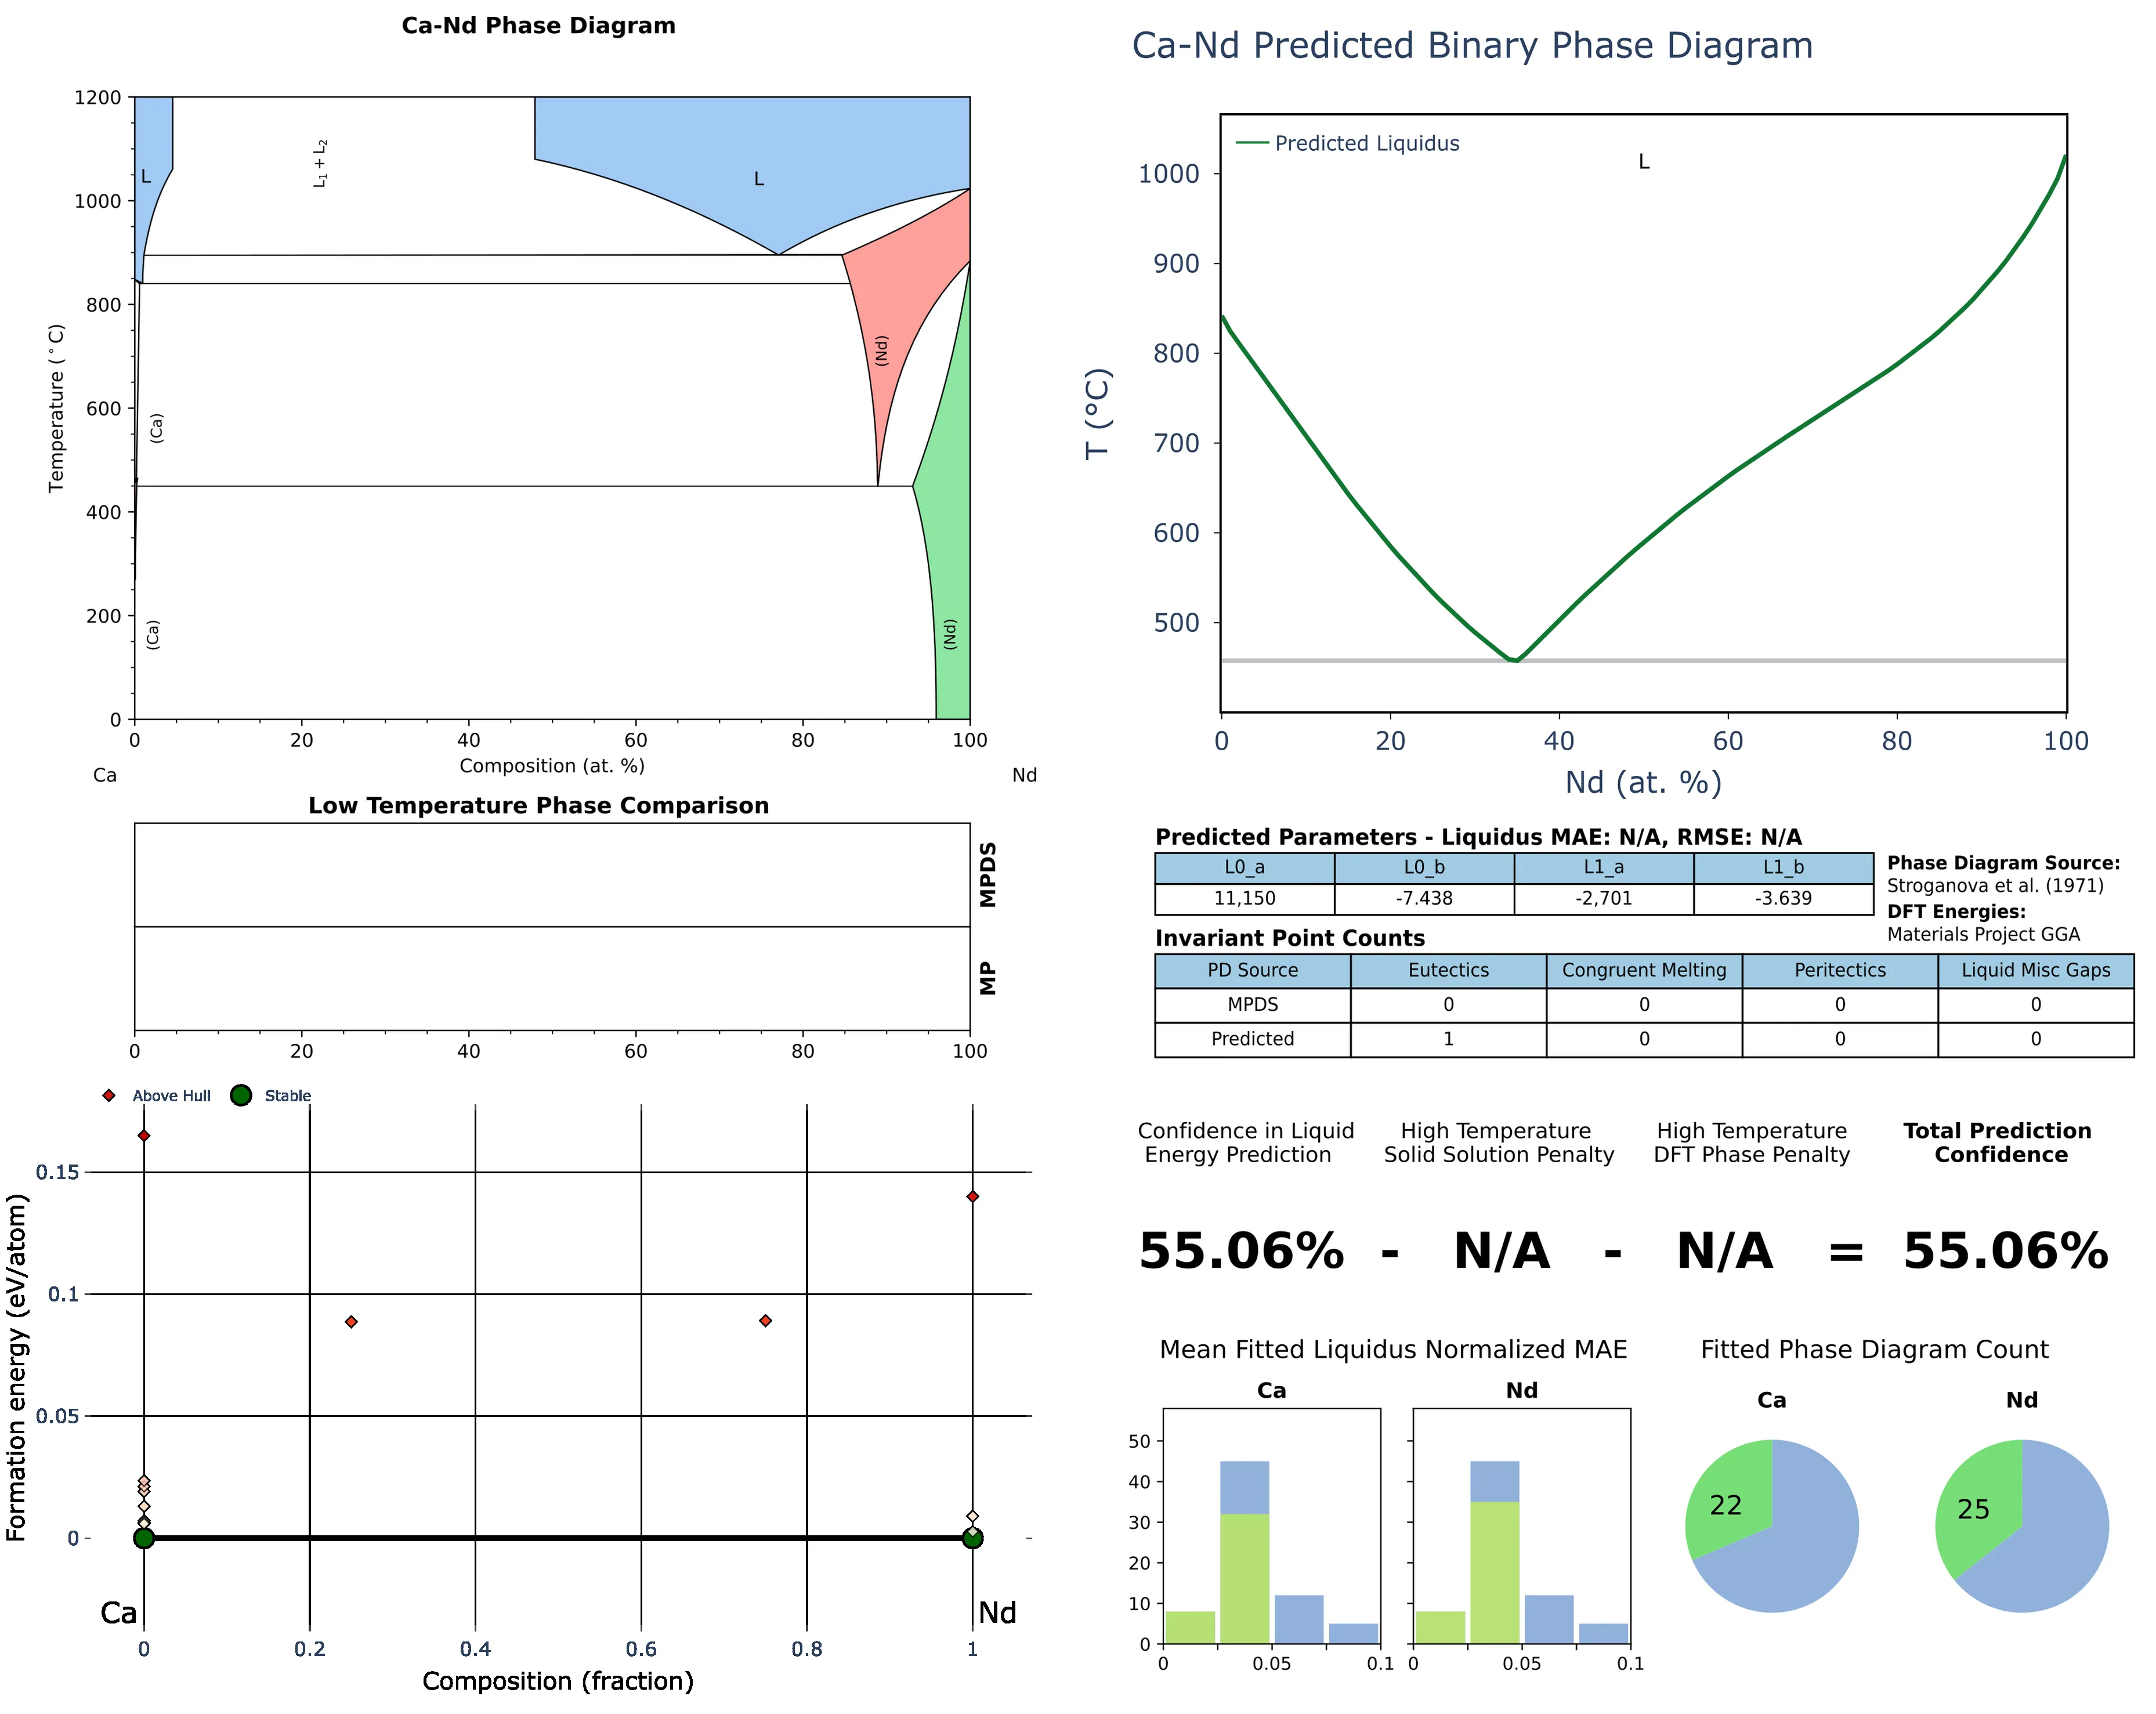 Ca-Nd Phase Diagram
1200
1000
800
600
400
200
0
Temperature (°C)
L
L1 + L2
L
(Nd)
(Ca)
(Ca)
(Nd)
0 20 40 60 80 100
Composition (at. %)
Ca Nd
Low Temperature Phase Comparison
MPDS
MP
0 20 40 60 80 100
Above Hull Stable
0.15
0.1
0.05
0
Formation energy (eV/atom)
Ca Nd
0 0.2 0.4 0.6 0.8 1
Composition (fraction)
Ca-Nd Predicted Binary Phase Diagram
Predicted Liquidus
L
1000
900
800
700
600
500
T (°C)
0 20 40 60 80 100
Nd (at. %)
Predicted Parameters - Liquidus MAE: N/A, RMSE: N/A
L0_a L0_b L1_a L1_b
11,150 -7.438 -2,701 -3.639
Phase Diagram Source:
Stroganova et al. (1971)
DFT Energies:
Materials Project GGA
Invariant Point Counts
PD Source Eutectics Congruent Melting Peritectics Liquid Misc Gaps
MPDS 0 0 0 0
Predicted 1 0 0 0
Confidence in Liquid
Energy Prediction
High Temperature
Solid Solution Penalty
High Temperature
DFT Phase Penalty
Total Prediction
Confidence
55.06% - N/A - N/A = 55.06%
Mean Fitted Liquidus Normalized MAE
Ca Nd
50
40
30
20
10
0
0 0.05 0.1 0 0.05 0.1
Fitted Phase Diagram Count
Ca Nd
22 25